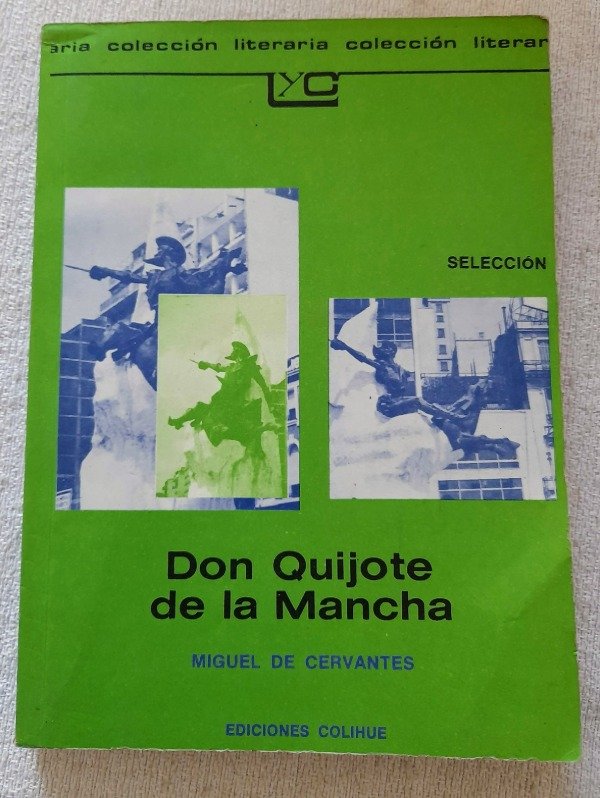 aria colección literaria colección literar
LyC
SELECCIÓN
Don Quijote
de la Mancha
MIGUEL DE CERVANTES
EDICIONES COLIHUE